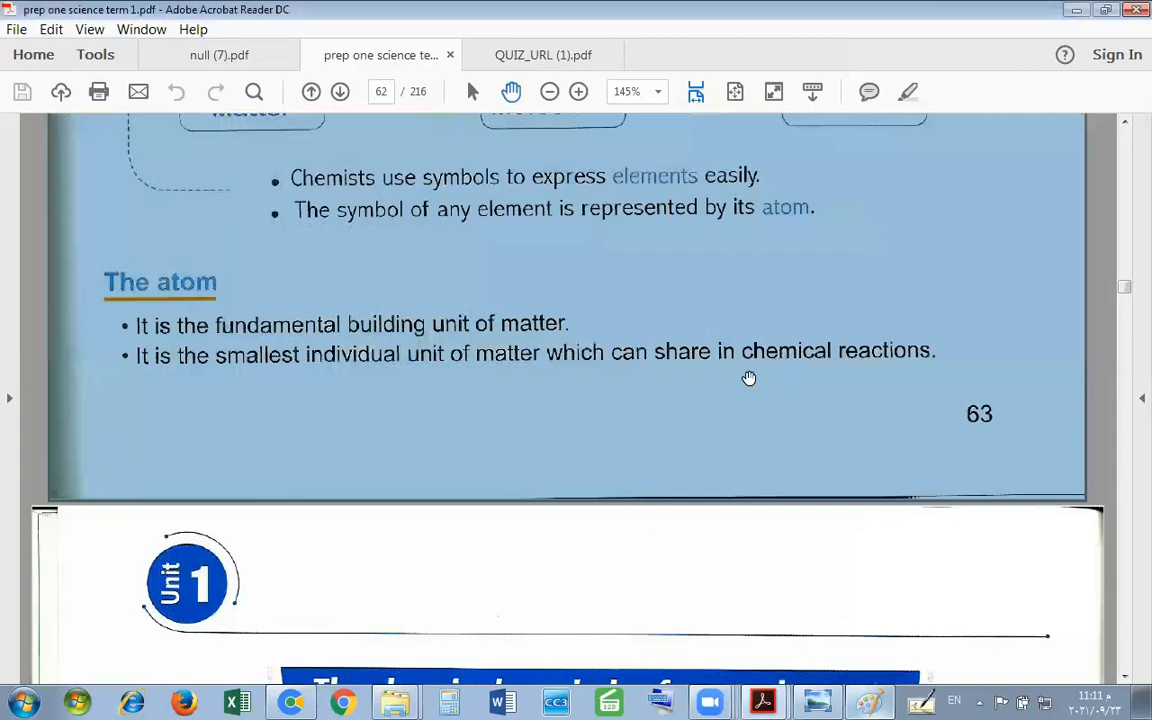 prep one science term 1.pdf - Adobe Acrobat Reader DC
File Edit View Window Help
Home Tools null (7).pdf prep one science te... × QUIZ_URL (1).pdf ? Sign In
62 / 216 145%
Chemists use symbols to express elements easily.
The symbol of any element is represented by its atom.
The atom
• It is the fundamental building unit of matter.
• It is the smallest individual unit of matter which can share in chemical reactions.
63
Unit 1
CC3 EN م 11:11
٢٠٢١/٠٩/٢٣